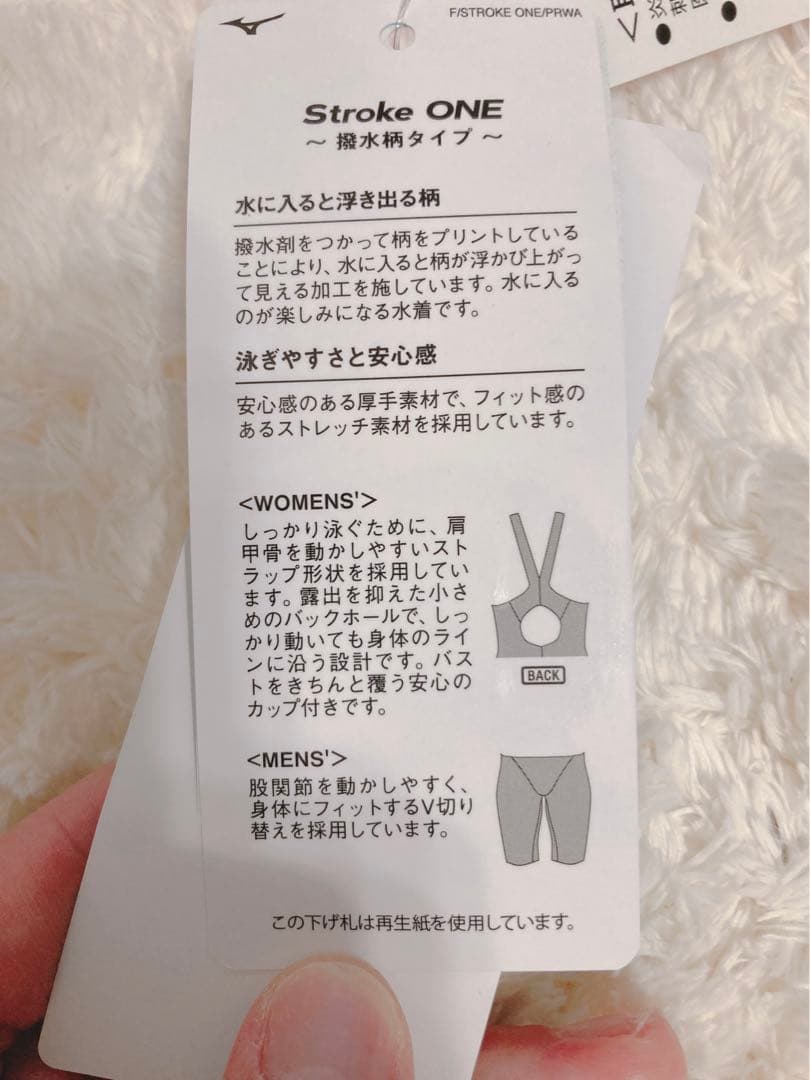 F/STROKE ONE/PRWA
Stroke ONE
～ 撥水柄タイプ ～
水に入ると浮き出る柄
撥水剤をつかって柄をプリントしている
ことにより、水に入ると柄が浮かび上がっ
て見える加工を施しています。水に入る
のが楽しみになる水着です。
泳ぎやすさと安心感
安心感のある厚手素材で、フィット感の
あるストレッチ素材を採用しています。
<WOMENS'>
しっかり泳ぐために、肩
甲骨を動かしやすいスト
ラップ形状を採用してい
ます。露出を抑えた小さ
めのバックホールで、しっ
かり動いても身体のライ
ンに沿う設計です。バス
トをきちんと覆う安心の
カップ付きです。
BACK
<MENS'>
股関節を動かしやすく、
身体にフィットするV切り
替えを採用しています。
この下げ札は再生紙を使用しています。